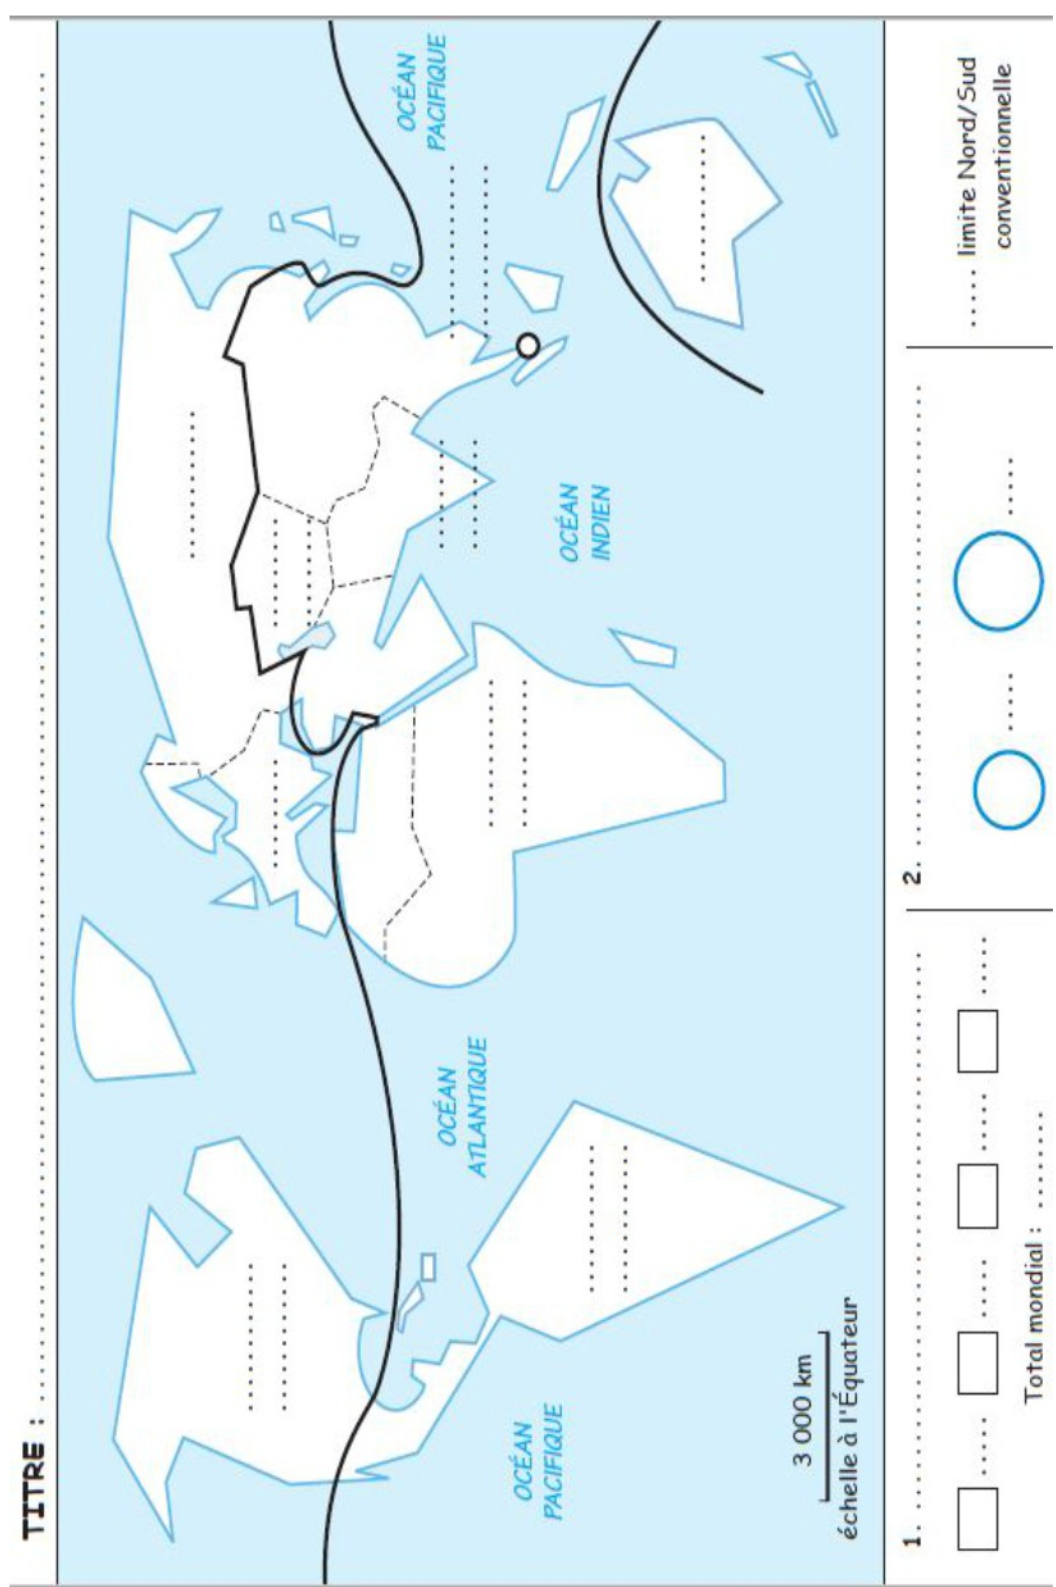 TITRE :
OCÉAN
PACIFIQUE
OCÉAN
ATLANTIQUE
OCÉAN
INDIEN
OCÉAN
PACIFIQUE
3 000 km
échelle à l'Équateur
1.
Total mondial :
2.
limite Nord/Sud
conventionnelle